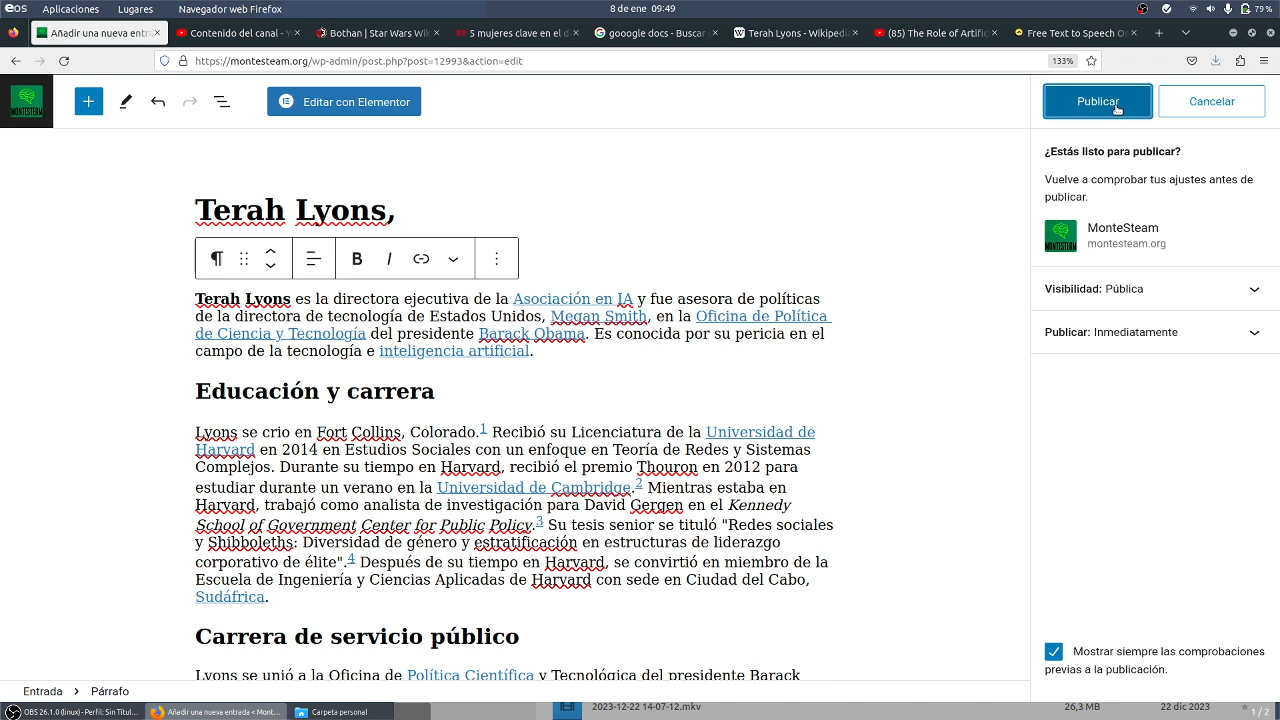 eos Aplicaciones Lugares Navegador web Firefox 8 de ene 09:49 79 %
Añadir una nueva entra × Contenido del canal - Y × Bothan | Star Wars Wik × 5 mujeres clave en el d × gooogle docs - Buscar × Terah Lyons - Wikipedi × (85) The Role of Artific × Free Text to Speech O ×
https://montesteam.org/wp-admin/post.php?post=12993&action=edit 133%
MONTESTEAM
Editar con Elementor
Publicar Cancelar
¿Estás listo para publicar?
Vuelve a comprobar tus ajustes antes de
publicar.
MONTESTEAM
MonteSteam
montesteam.org
Visibilidad: Pública
Publicar: Inmediatamente
Mostrar siempre las comprobaciones
previas a la publicación.
Terah Lyons,
B I
Terah Lyons es la directora ejecutiva de la Asociación en IA y fue asesora de políticas
de la directora de tecnología de Estados Unidos, Megan Smith, en la Oficina de Política
de Ciencia y Tecnología del presidente Barack Obama. Es conocida por su pericia en el
campo de la tecnología e inteligencia artificial.
Educación y carrera
Lyons se crio en Fort Collins, Colorado.1 Recibió su Licenciatura de la Universidad de
Harvard en 2014 en Estudios Sociales con un enfoque en Teoría de Redes y Sistemas
Complejos. Durante su tiempo en Harvard, recibió el premio Thouron en 2012 para
estudiar durante un verano en la Universidad de Cambridge.2 Mientras estaba en
Harvard, trabajó como analista de investigación para David Gergen en el Kennedy
School of Government Center for Public Policy.3 Su tesis senior se tituló "Redes sociales
y Shibboleths: Diversidad de género y estratificación en estructuras de liderazgo
corporativo de élite".4 Después de su tiempo en Harvard, se convirtió en miembro de la
Escuela de Ingeniería y Ciencias Aplicadas de Harvard con sede en Ciudad del Cabo,
Sudáfrica.
Carrera de servicio público
Lyons se unió a la Oficina de Política Científica y Tecnológica del presidente Barack
Entrada > Párrafo
OBS 26.1.0 (linux) - Perfil: Sin Titul... Añadir una nueva entrada < Mont... Carpeta personal 2023-12-22 14-07-12.mkv 26,3 MB 22 dic 2023 1 / 2